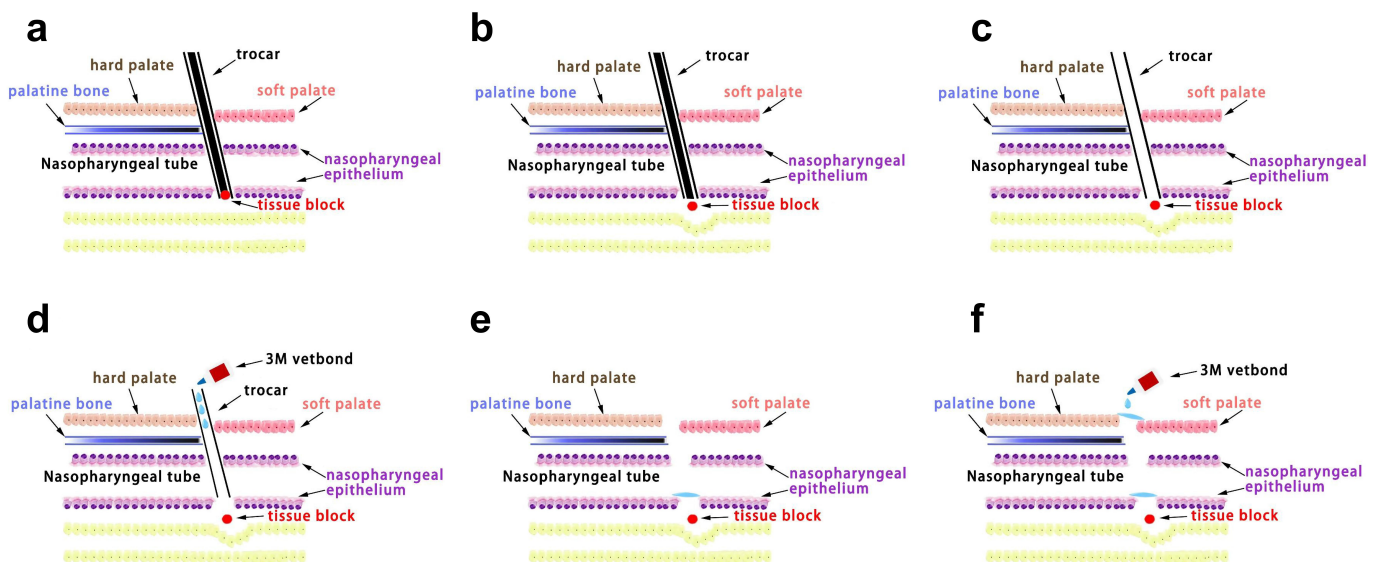 a
trocar
hard palate
palatine bone
soft palate
Nasopharyngeal tube
nasopharyngeal
epithelium
tissue block
b
trocar
hard palate
palatine bone
soft palate
Nasopharyngeal tube
nasopharyngeal
epithelium
tissue block
c
trocar
hard palate
palatine bone
soft palate
Nasopharyngeal tube
nasopharyngeal
epithelium
tissue block
d
3M vetbond
hard palate
trocar
palatine bone
soft palate
Nasopharyngeal tube
nasopharyngeal
epithelium
tissue block
e
hard palate
palatine bone
soft palate
Nasopharyngeal tube
nasopharyngeal
epithelium
tissue block
f
3M vetbond
hard palate
palatine bone
soft palate
Nasopharyngeal tube
nasopharyngeal
epithelium
tissue block